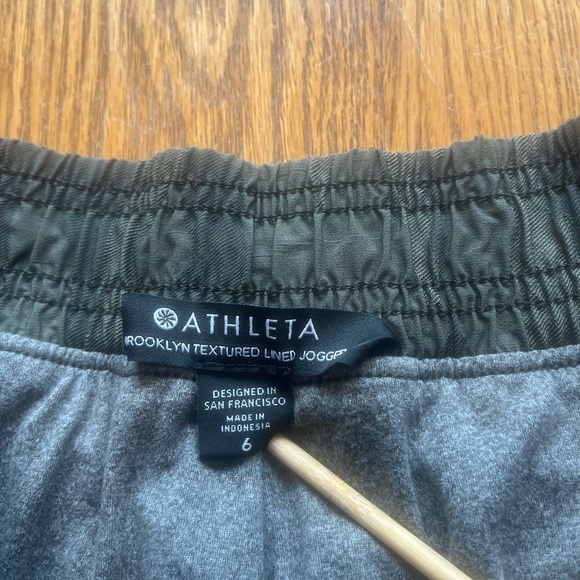 ATHLETA
ROOKLYN TEXTURED LINED JOGGE
DESIGNED IN
SAN FRANCISCO
MADE IN
INDONESIA
6